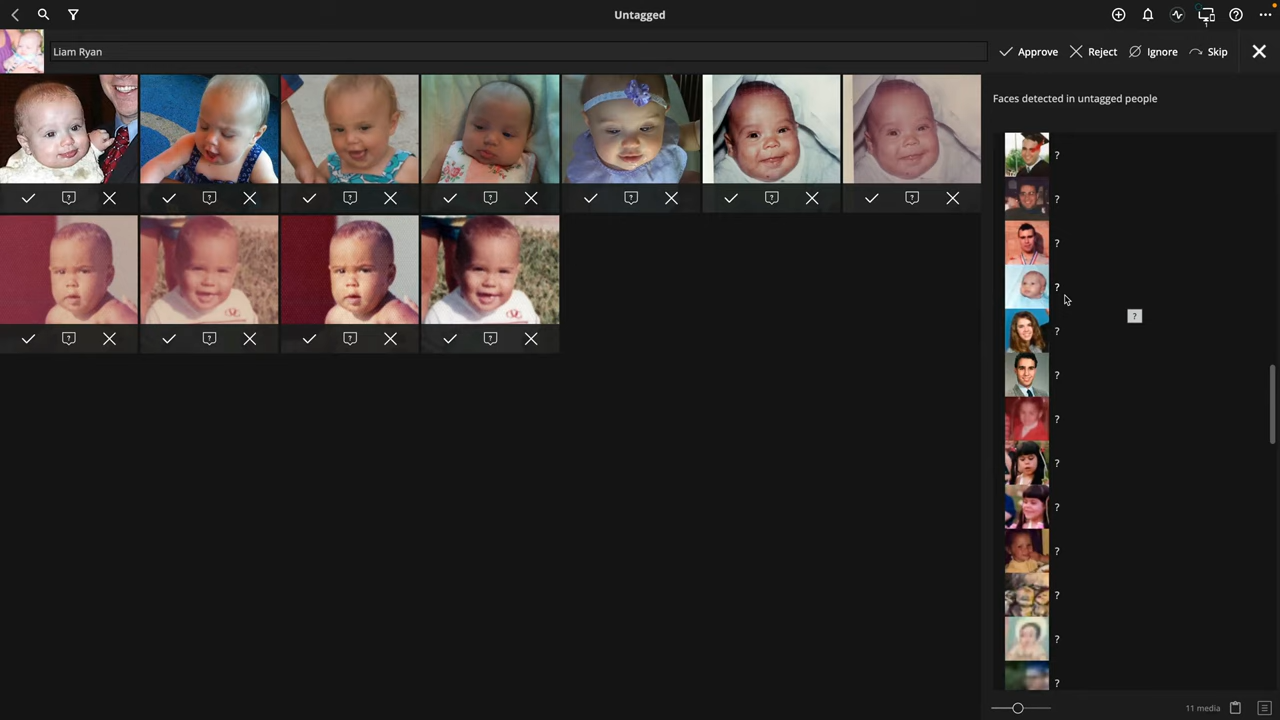 Untagged
Liam Ryan
Approve
Reject
Ignore
Skip
Faces detected in untagged people
?
?
?
?
?
?
?
?
?
?
?
?
?
?
11 media